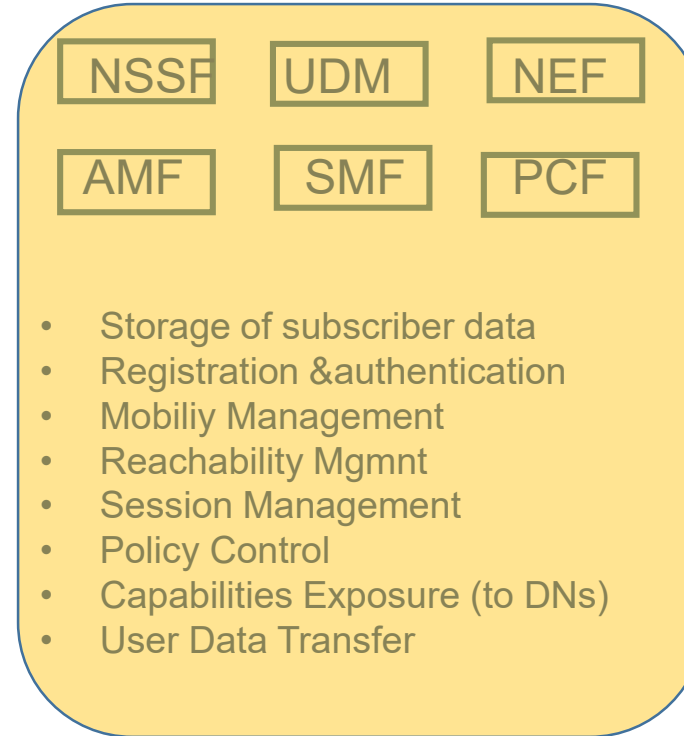 NSSF UDM NEF
AMF SMF PCF
• Storage of subscriber data
• Registration &authentication
• Mobiliy Management
• Reachability Mgmnt
• Session Management
• Policy Control
• Capabilities Exposure (to DNs)
• User Data Transfer